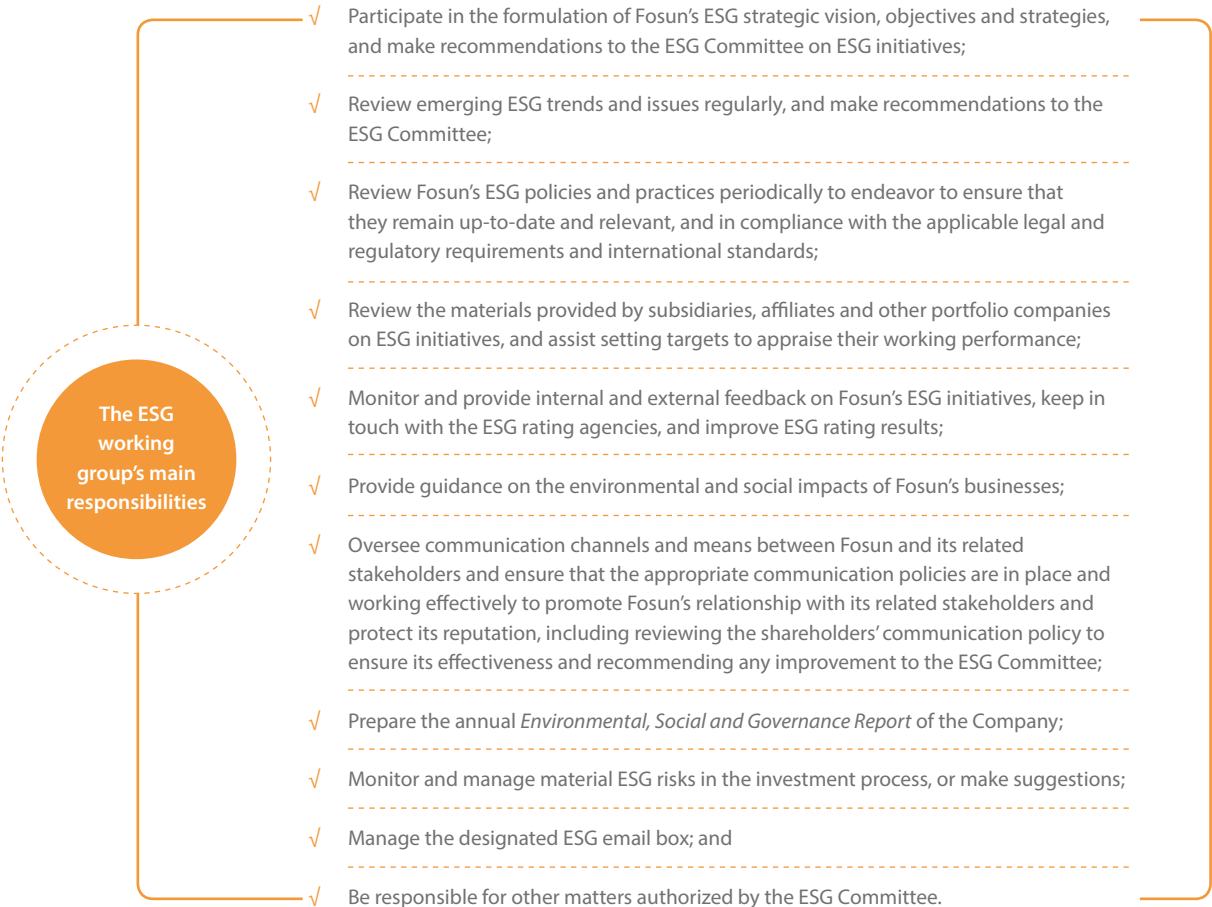 The ESG
working
group’s main
responsibilities
√ Participate in the formulation of Fosun’s ESG strategic vision, objectives and strategies,
and make recommendations to the ESG Committee on ESG initiatives;
√ Review emerging ESG trends and issues regularly, and make recommendations to the
ESG Committee;
√ Review Fosun’s ESG policies and practices periodically to endeavor to ensure that
they remain up-to-date and relevant, and in compliance with the applicable legal and
regulatory requirements and international standards;
√ Review the materials provided by subsidiaries, affiliates and other portfolio companies
on ESG initiatives, and assist setting targets to appraise their working performance;
√ Monitor and provide internal and external feedback on Fosun’s ESG initiatives, keep in
touch with the ESG rating agencies, and improve ESG rating results;
√ Provide guidance on the environmental and social impacts of Fosun’s businesses;
√ Oversee communication channels and means between Fosun and its related
stakeholders and ensure that the appropriate communication policies are in place and
working effectively to promote Fosun’s relationship with its related stakeholders and
protect its reputation, including reviewing the shareholders’ communication policy to
ensure its effectiveness and recommending any improvement to the ESG Committee;
√ Prepare the annual Environmental, Social and Governance Report of the Company;
√ Monitor and manage material ESG risks in the investment process, or make suggestions;
√ Manage the designated ESG email box; and
√ Be responsible for other matters authorized by the ESG Committee.